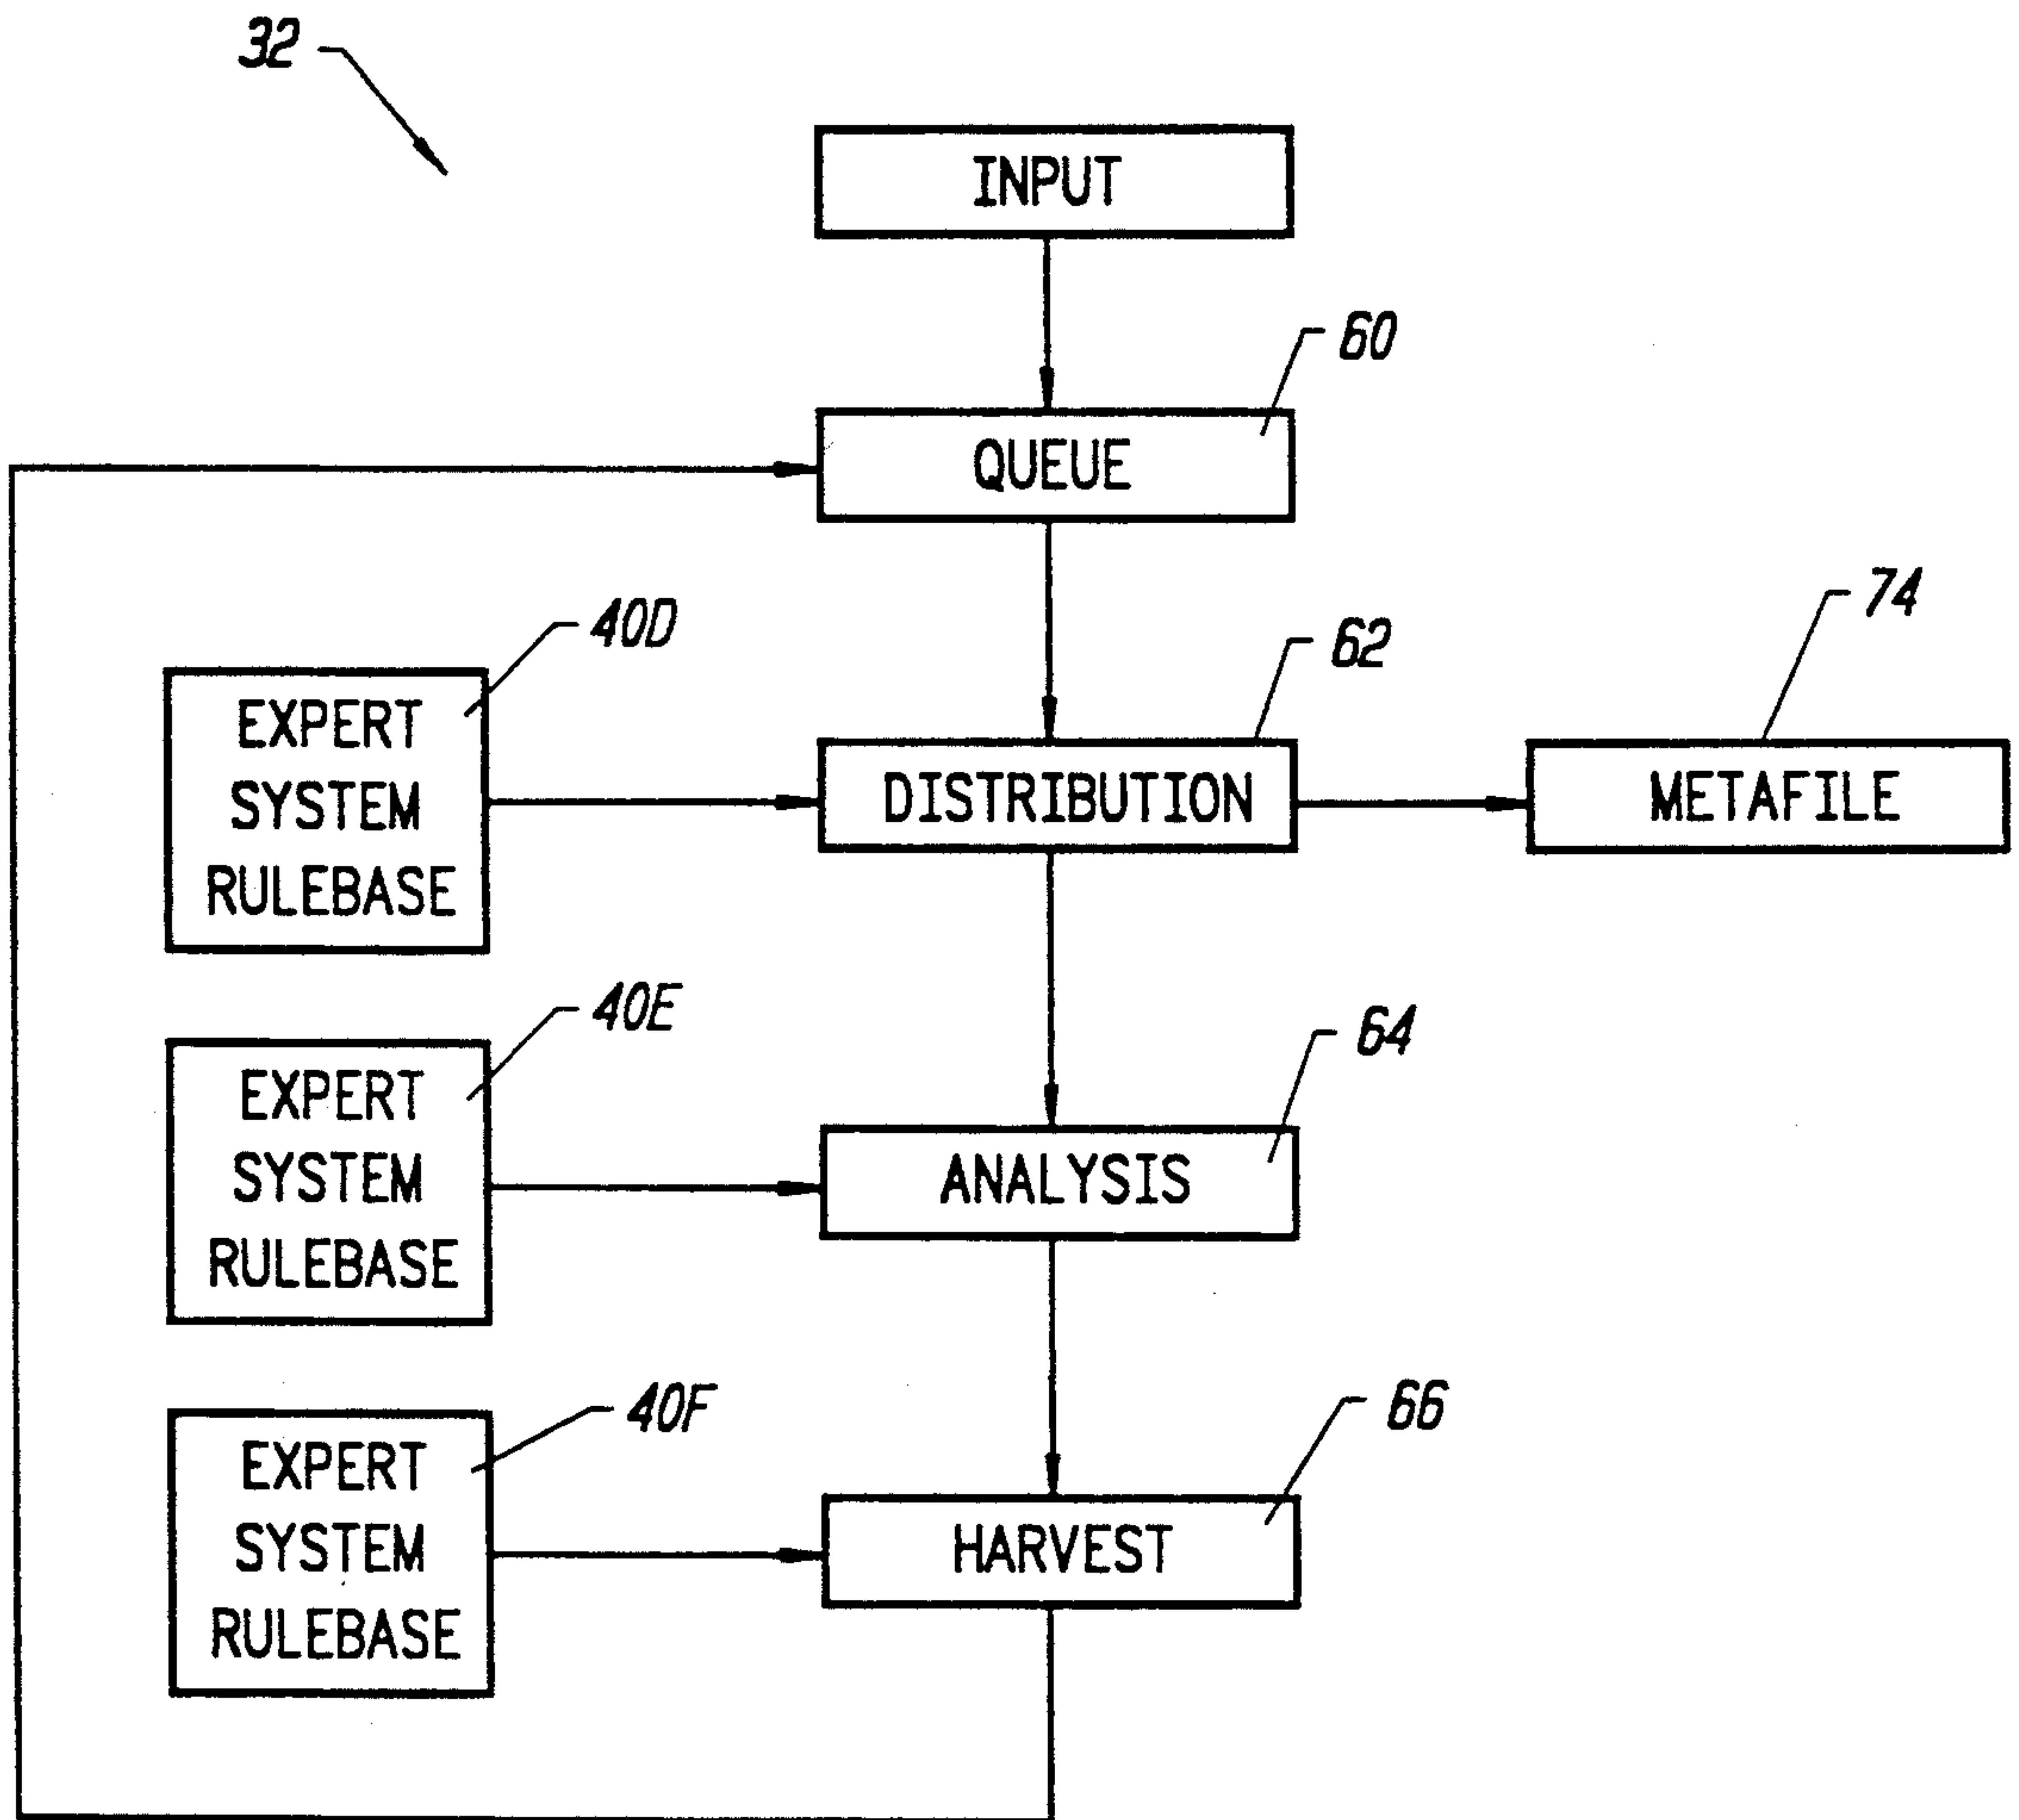 32
INPUT
60
QUEUE
40D
62
74
EXPERT
SYSTEM
RULEBASE
DISTRIBUTION
METAFILE
40E
64
EXPERT
SYSTEM
RULEBASE
ANALYSIS
40F
66
EXPERT
SYSTEM
RULEBASE
HARVEST